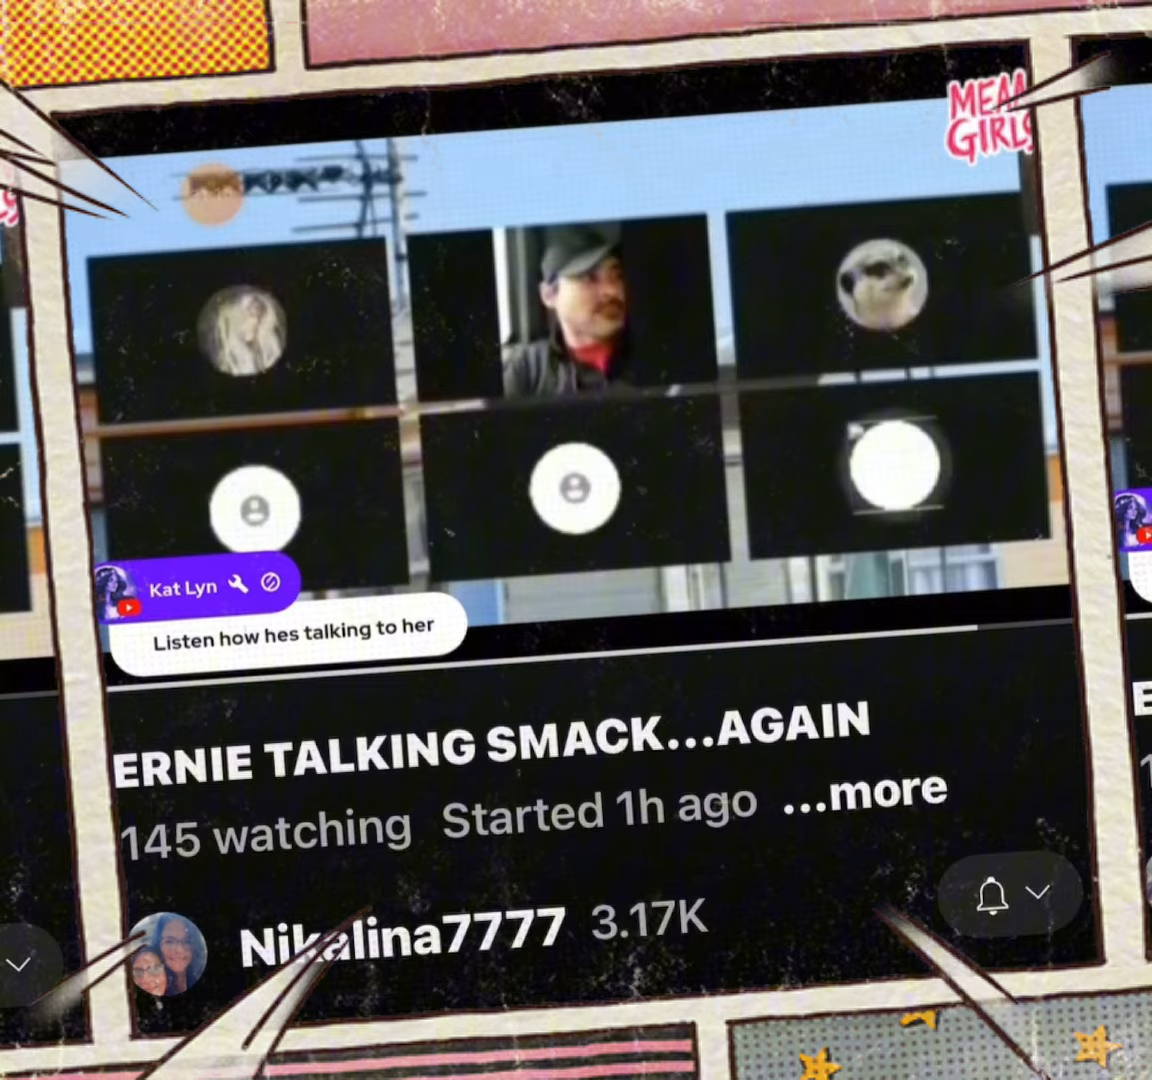 MEAN
GIRLS
Kat Lyn
Listen how hes talking to her
ERNIE TALKING SMACK...AGAIN
145 watching Started 1h ago ...more
Nikalina7777 3.17K